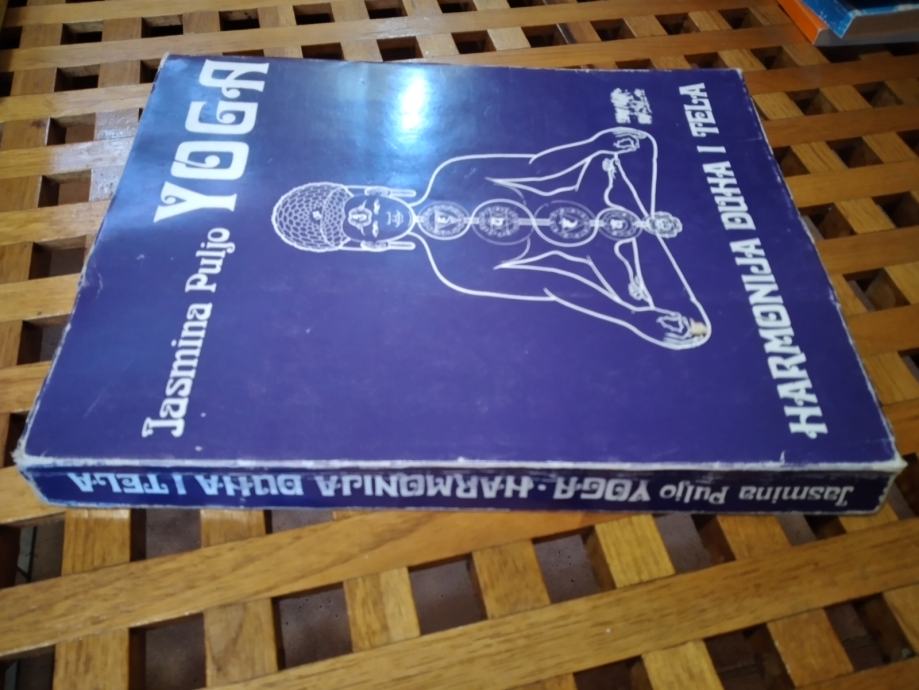 Jasmina Puljo
YOGA
HARMONIJA DUHA I TELA
Jasmina Puljo YOGA · HARMONIJA DUHA I TELA